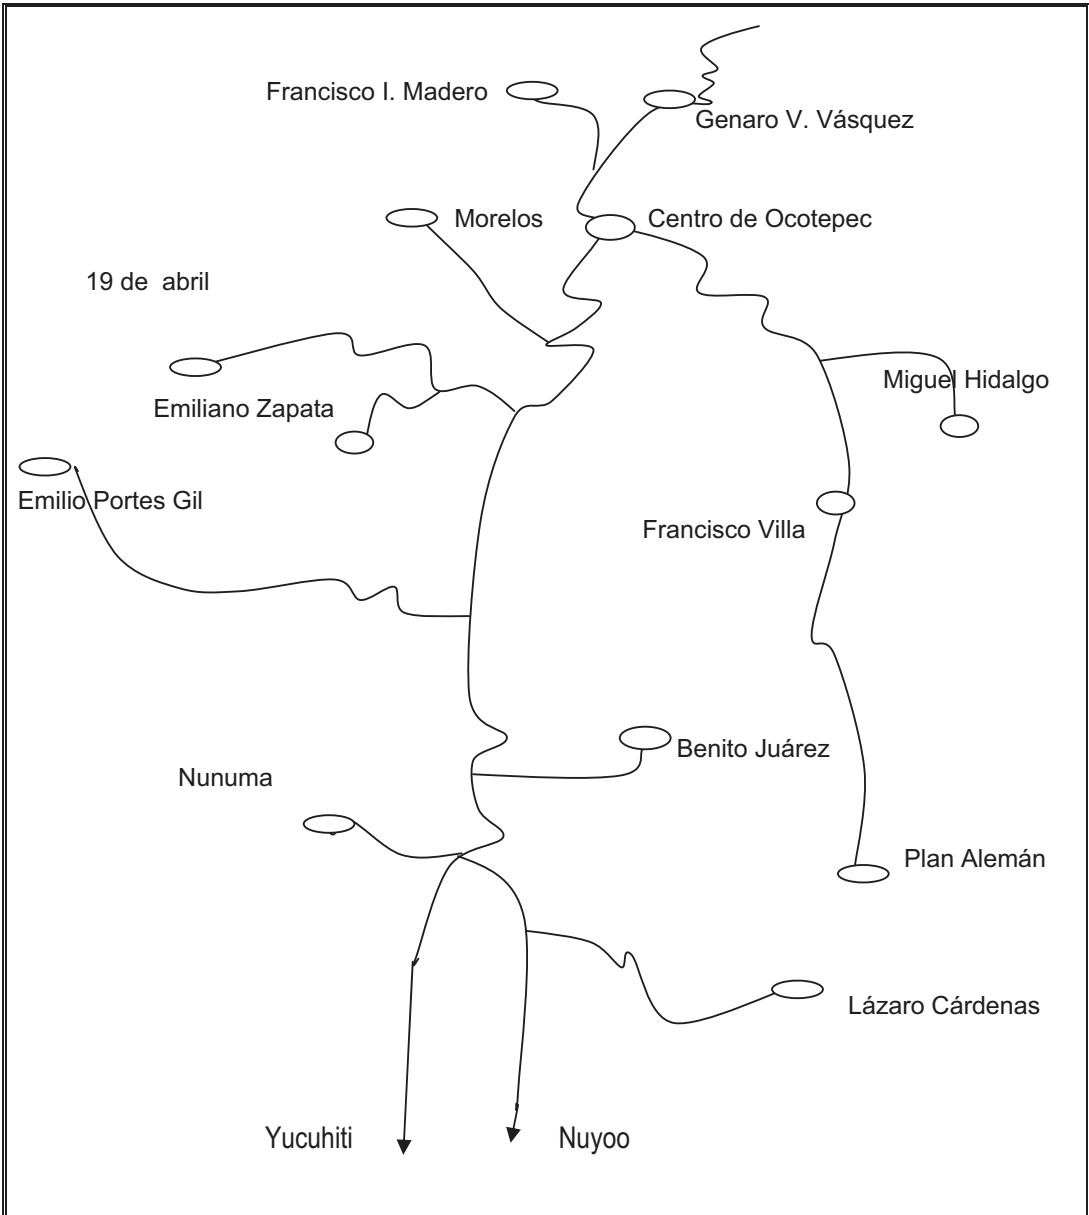 Francisco I. Madero
Genaro V. Vásquez
Morelos
Centro de Ocotepec
19 de  abril
Miguel Hidalgo
Emiliano Zapata
Emilio Portes Gil
Francisco Villa
Benito Juárez
Nunuma
Plan Alemán
Lázaro Cárdenas
Yucuhiti
Nuyoo